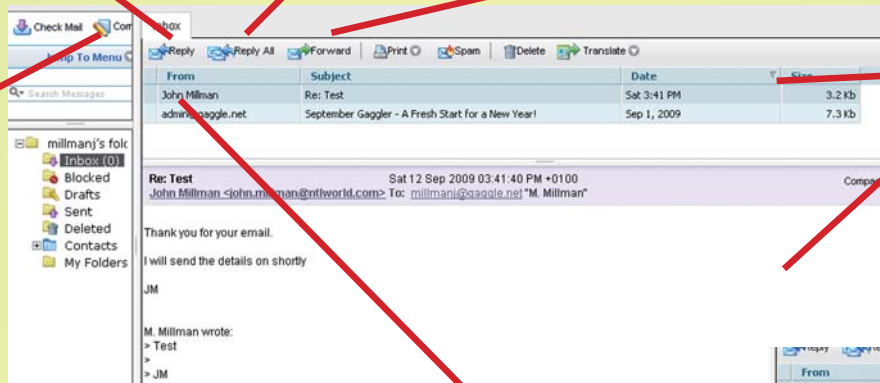 Check Mail Com
nbox
Jump To Menu
Search Messages
Reply Reply All Forward Print Spam Delete Translate
From Subject Date Size
John Milman Re: Test Sat 3:41 PM 3.2 Kb
admin@gaggle.net September Gaggler - A Fresh Start for a New Year! Sep 1, 2009 7.3 Kb
millmanj's folc
Inbox (0)
Blocked
Drafts
Sent
Deleted
Contacts
My Folders
Re: Test Sat 12 Sep 2009 03:41:40 PM +0100
John Millman <john.millman@ntlworld.com> To: millmanj@gaggle.net "M. Millman" Compac
Thank you for your email.
I will send the details on shortly
JM
M. Millman wrote:
> Test
>
> JM
Reply
From